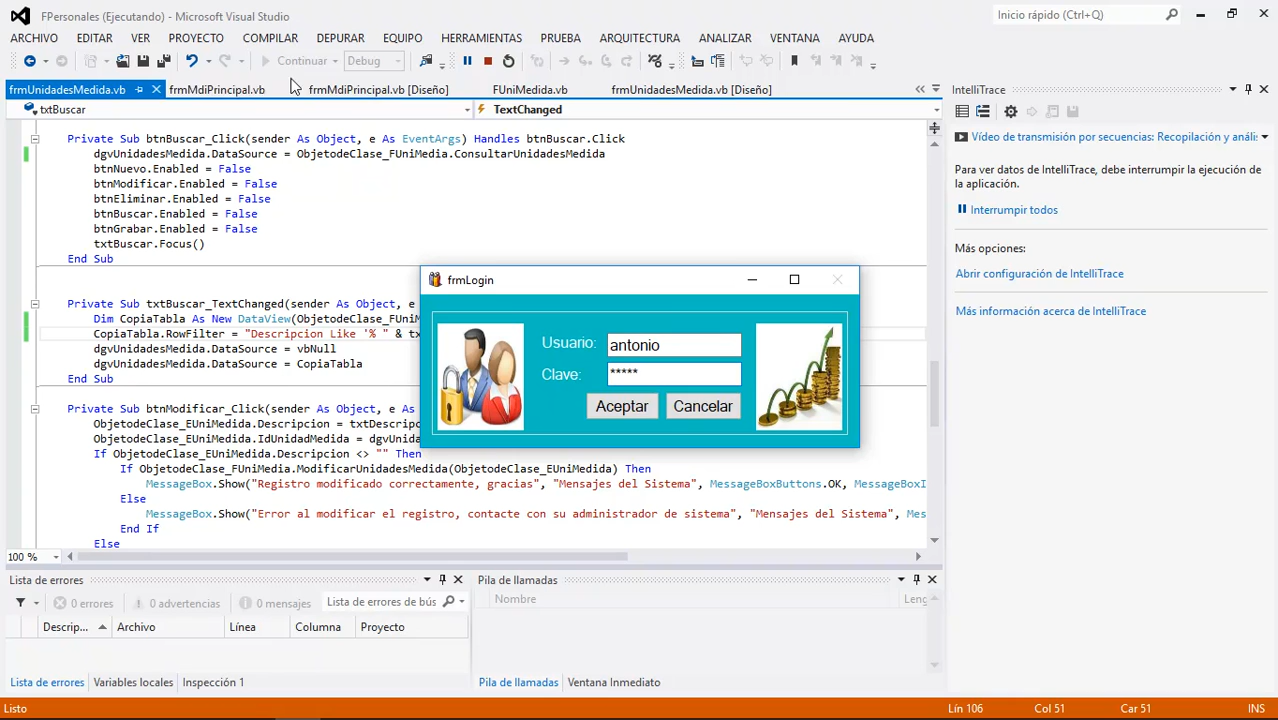 FPersonales (Ejecutando) - Microsoft Visual Studio
Inicio rápido (Ctrl+Q)
ARCHIVO EDITAR VER PROYECTO COMPILAR DEPURAR EQUIPO HERRAMIENTAS PRUEBA ARQUITECTURA ANALIZAR VENTANA AYUDA
Continuar Debug
frmUnidadesMedida.vb frmMdiPrincipal.vb frmMdiPrincipal.vb [Diseño] FUniMedida.vb frmUnidadesMedida.vb [Diseño]
txtBuscar TextChanged
Private Sub btnBuscar_Click(sender As Object, e As EventArgs) Handles btnBuscar.Click
dgvUnidadesMedida.DataSource = ObjetodeClase_FUniMedia.ConsultarUnidadesMedida
btnNuevo.Enabled = False
btnModificar.Enabled = False
btnEliminar.Enabled = False
btnBuscar.Enabled = False
btnGrabar.Enabled = False
txtBuscar.Focus()
End Sub
Private Sub txtBuscar_TextChanged(sender As Object, e
Dim CopiaTabla As New DataView(ObjetodeClase_FUniM
CopiaTabla.RowFilter = "Descripcion Like '% " & tx
dgvUnidadesMedida.DataSource = vbNull
dgvUnidadesMedida.DataSource = CopiaTabla
End Sub
Private Sub btnModificar_Click(sender As Object, e As
ObjetodeClase_EUniMedida.Descripcion = txtDescripc
ObjetodeClase_EUniMedida.IdUnidadMedida = dgvUnida
If ObjetodeClase_EUniMedida.Descripcion <> "" Then
If ObjetodeClase_FUniMedia.ModificarUnidadesMedida(ObjetodeClase_EUniMedida) Then
MessageBox.Show("Registro modificado correctamente, gracias", "Mensajes del Sistema", MessageBoxButtons.OK, MessageBoxI
Else
MessageBox.Show("Error al modificar el registro, contacte con su administrador de sistema", "Mensajes del Sistema", Mes
End If
Else
100 %
frmLogin
Usuario: antonio
Clave: *****
Aceptar Cancelar
IntelliTrace
Vídeo de transmisión por secuencias: Recopilación y anális
Para ver datos de IntelliTrace, debe interrumpir la ejecución de
la aplicación.
Interrumpir todos
Más opciones:
Abrir configuración de IntelliTrace
Más información acerca de IntelliTrace
Lista de errores
0 errores 0 advertencias 0 mensajes Lista de errores de bús
Descrip... Archivo Línea Columna Proyecto
Lista de errores Variables locales Inspección 1
Pila de llamadas
Nombre Leng
Pila de llamadas Ventana Inmediato
Listo Lín 106 Col 51 Car 51 INS